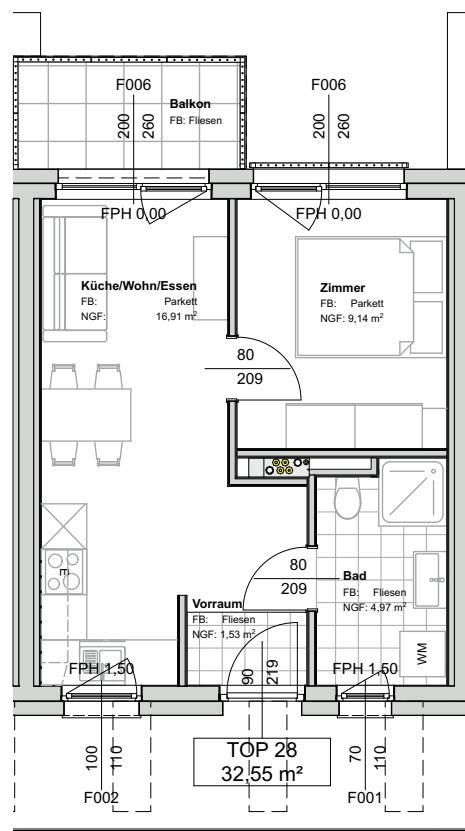 F006
F006
Balkon
FB: Fliesen
200
260
200
260
FPH 0,00
FPH 0,00
Küche/Wohn/Essen
FB: Parkett
NGF: 16,91 m²
Zimmer
FB: Parkett
NGF: 9,14 m²
80
209
80
209
E
Bad
FB: Fliesen
NGF: 4,97 m²
Vorraum
FB: Fliesen
NGF: 1,53 m²
WM
FPH 1,50
90
219
FPH 1,50
100
110
TOP 28
32,55 m²
70
110
F002
F001